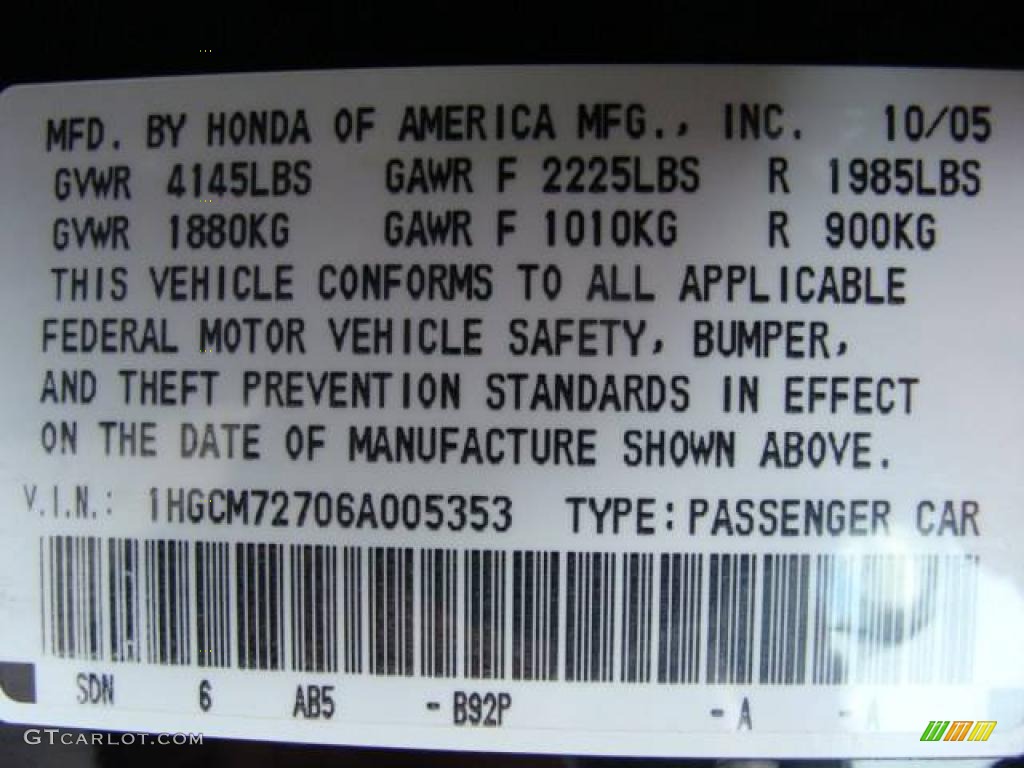 MFD. BY HONDA OF AMERICA MFG., INC. 10/05
GVWR 4145LBS GAWR F 2225LBS R 1985LBS
GVWR 1880KG GAWR F 1010KG R 900KG
THIS VEHICLE CONFORMS TO ALL APPLICABLE
FEDERAL MOTOR VEHICLE SAFETY, BUMPER,
AND THEFT PREVENTION STANDARDS IN EFFECT
ON THE DATE OF MANUFACTURE SHOWN ABOVE.
V.I.N.: 1HGCM72706A005353 TYPE: PASSENGER CAR
SDN 6 AB5 - B92P - A - A
GTCARLOT.COM